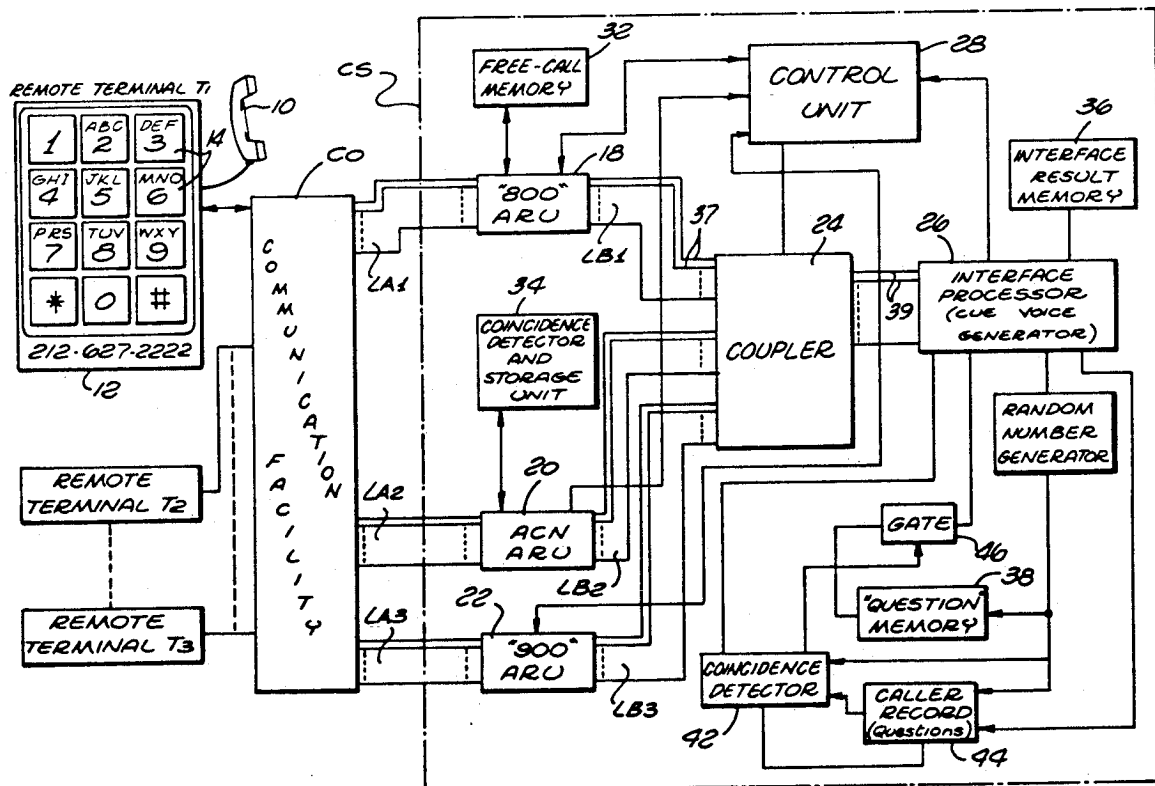 REMOTE TERMINAL T1
10
1
ABC
2
DEF
3
14
GHI
4
JKL
5
MNO
6
PRS
7
TUV
8
WXY
9
*
0
#
212-627-2222
12
REMOTE
TERMINAL T2
REMOTE
TERMINAL T3
CO
COMMUNICATION
FACILITY
CS
32
FREE-CALL
MEMORY
28
CONTROL
UNIT
18
"800"
ARU
LA1
LB1
37
24
COUPLER
34
COINCIDENCE
DETECTOR
AND
STORAGE
UNIT
36
INTERFACE
RESULT
MEMORY
26
INTERFACE
PROCESSOR
(CUE VOICE
GENERATOR)
39
RANDOM
NUMBER
GENERATOR
20
LA2
ACN
ARU
LB2
GATE
46
38
"QUESTION"
MEMORY
22
LA3
"900"
ARU
LB3
COINCIDENCE
DETECTOR
42
CALLER
RECORD
(Questions)
44